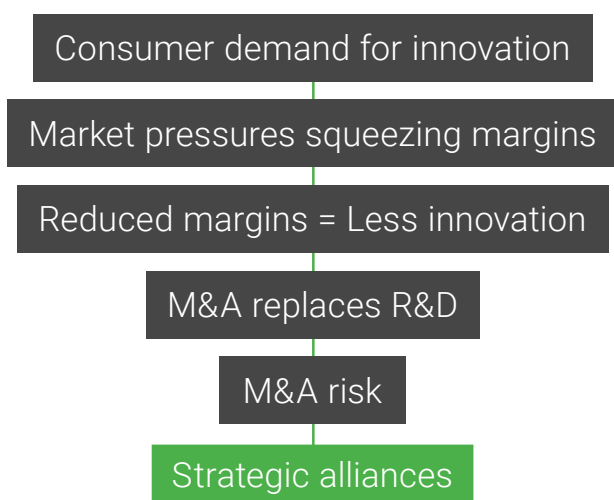 Consumer demand for innovation
Market pressures squeezing margins
Reduced margins = Less innovation
M&A replaces R&D
M&A risk
Strategic alliances